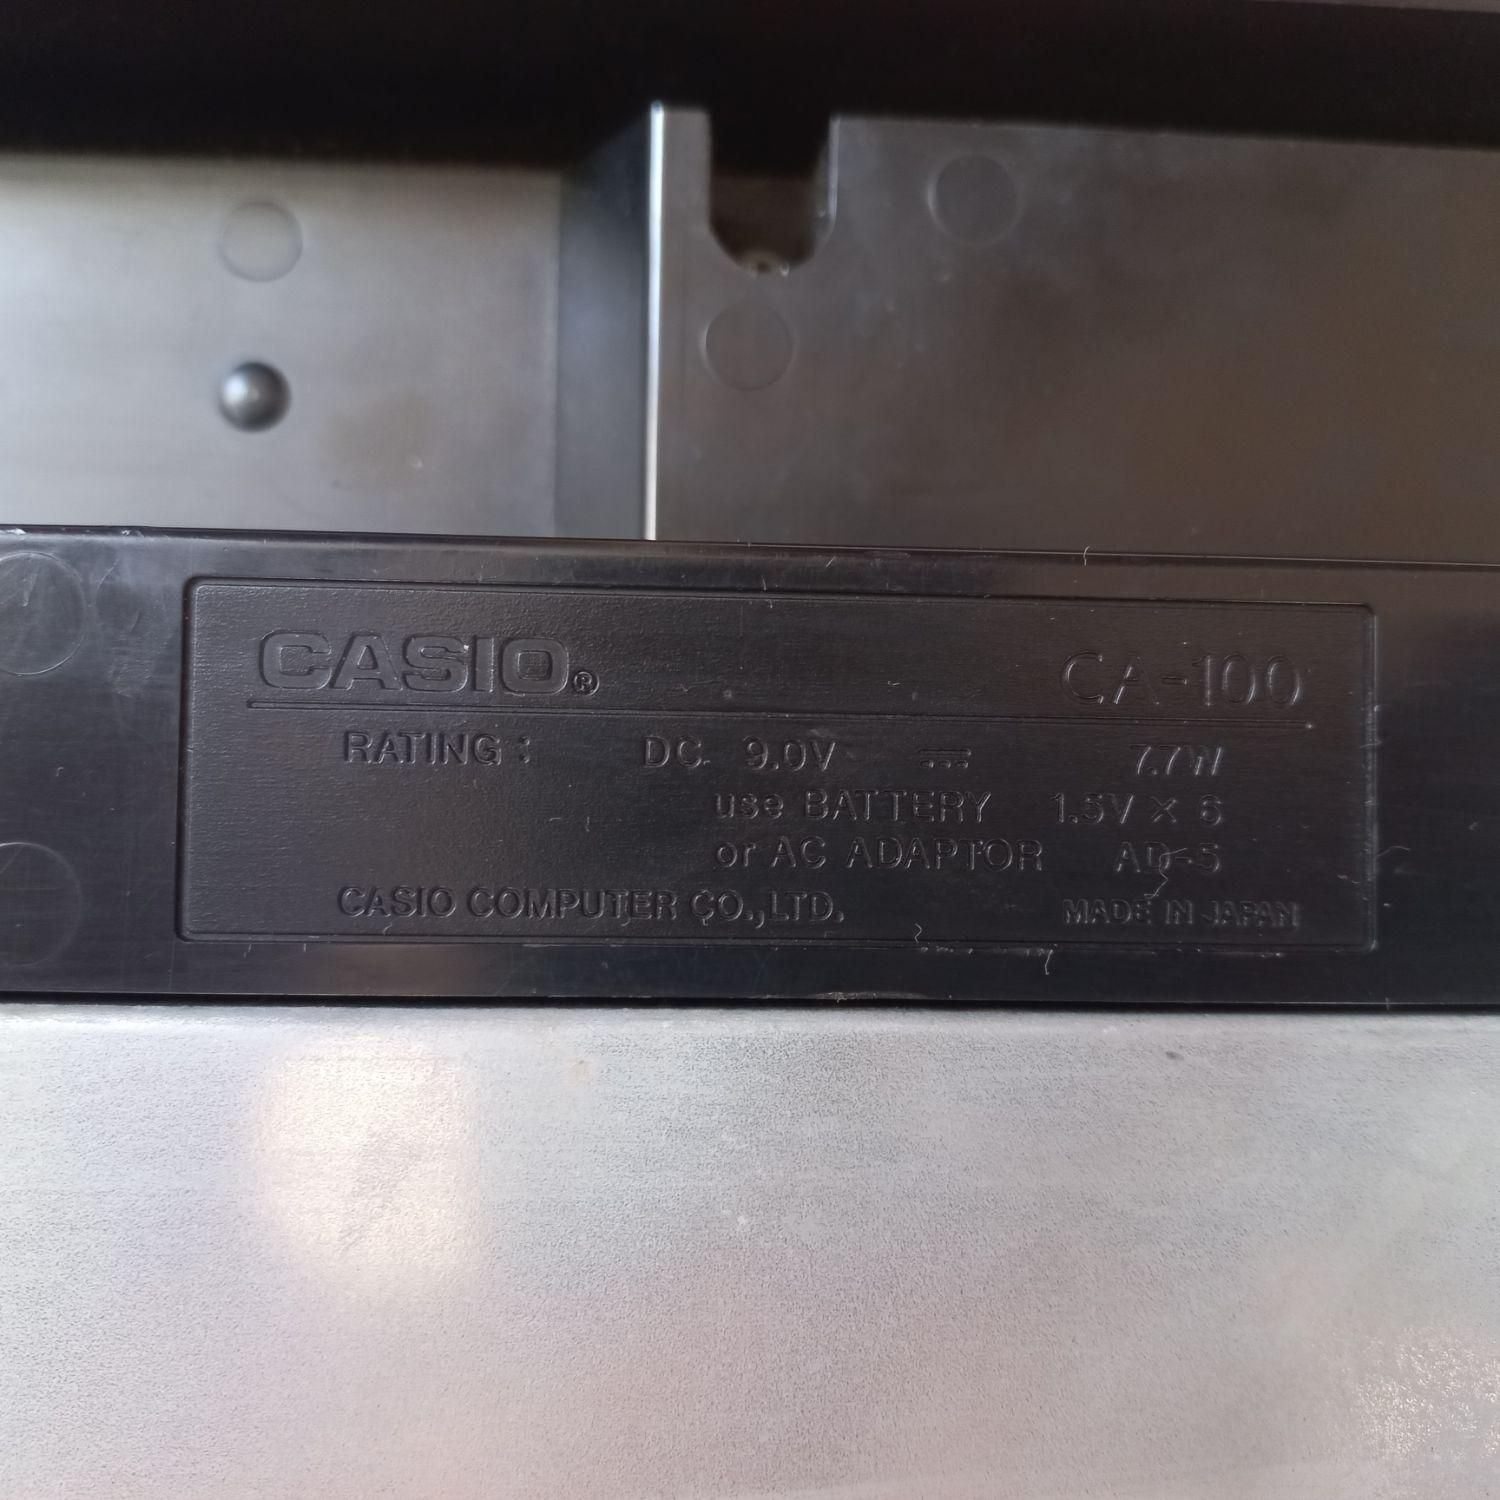 CASIO® CA-100
RATING : DC 9.0V ⎓ 7.7W
use BATTERY 1.5V × 6
or AC ADAPTOR AD-5
CASIO COMPUTER CO.,LTD. MADE IN JAPAN